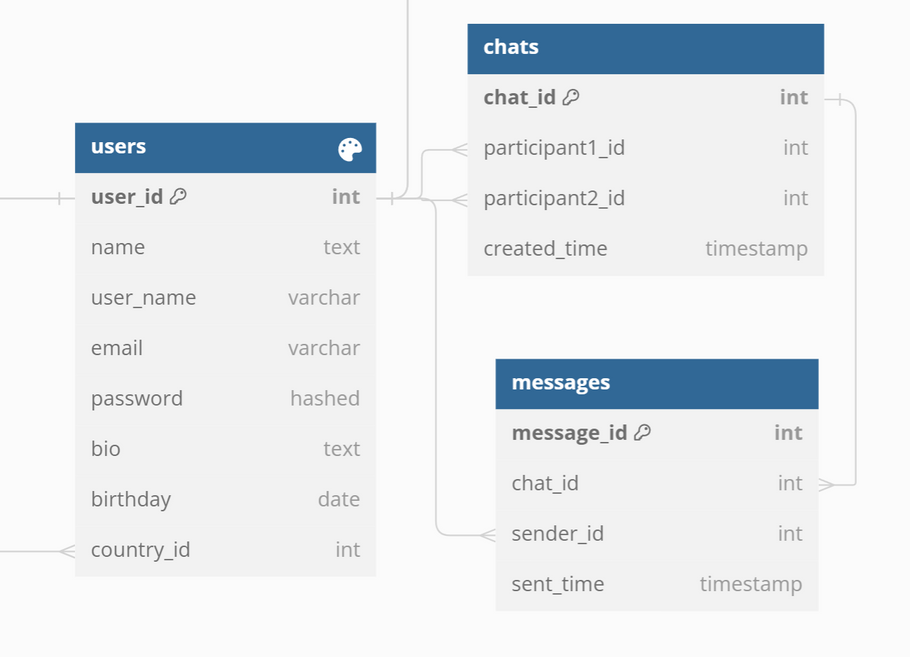 users
user_id int
name text
user_name varchar
email varchar
password hashed
bio text
birthday date
country_id int
chats
chat_id int
participant1_id int
participant2_id int
created_time timestamp
messages
message_id int
chat_id int
sender_id int
sent_time timestamp